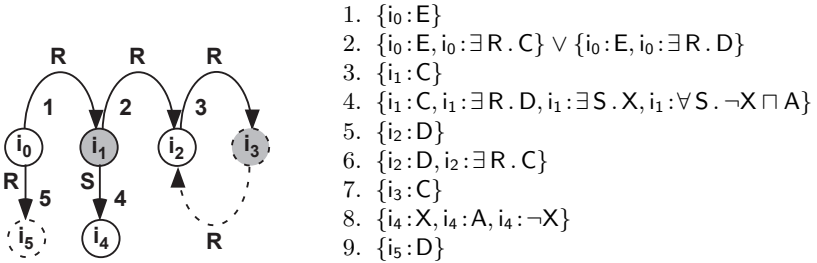 R R R
1 2 3
i₀ i₁ i₂ i₃
R 5 S 4
i₅ i₄ R
1. {i₀:E}
2. {i₀:E,i₀:∃R.C} ∨ {i₀:E,i₀:∃R.D}
3. {i₁:C}
4. {i₁:C,i₁:∃R.D,i₁:∃S.X,i₁:∀S.¬X⊓A}
5. {i₂:D}
6. {i₂:D,i₂:∃R.C}
7. {i₃:C}
8. {i₄:X,i₄:A,i₄:¬X}
9. {i₅:D}